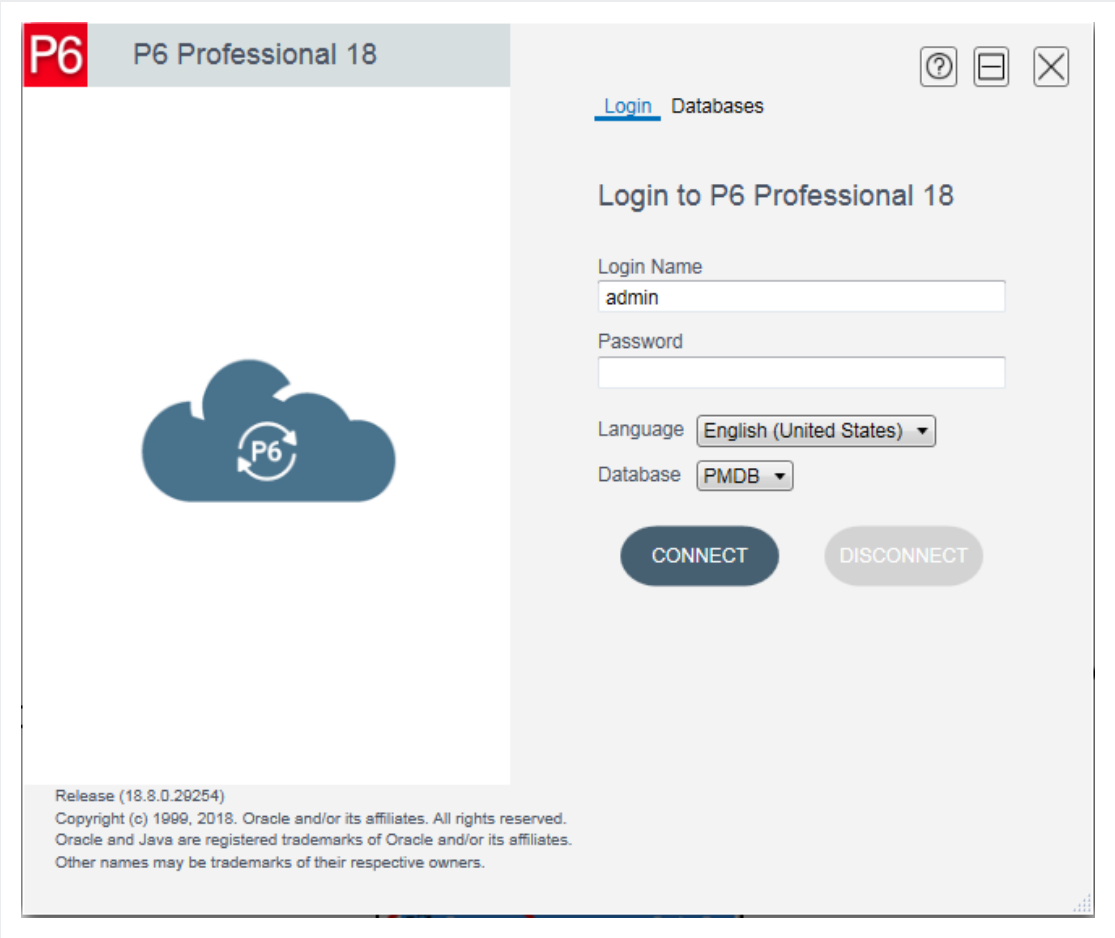 P6 P6 Professional 18
Login Databases
Login to P6 Professional 18
Login Name
admin
Password
Language English (United States)
Database PMDB
P6
CONNECT DISCONNECT
Release (18.8.0.29254)
Copyright (c) 1999, 2018. Oracle and/or its affiliates. All rights reserved.
Oracle and Java are registered trademarks of Oracle and/or its affiliates.
Other names may be trademarks of their respective owners.